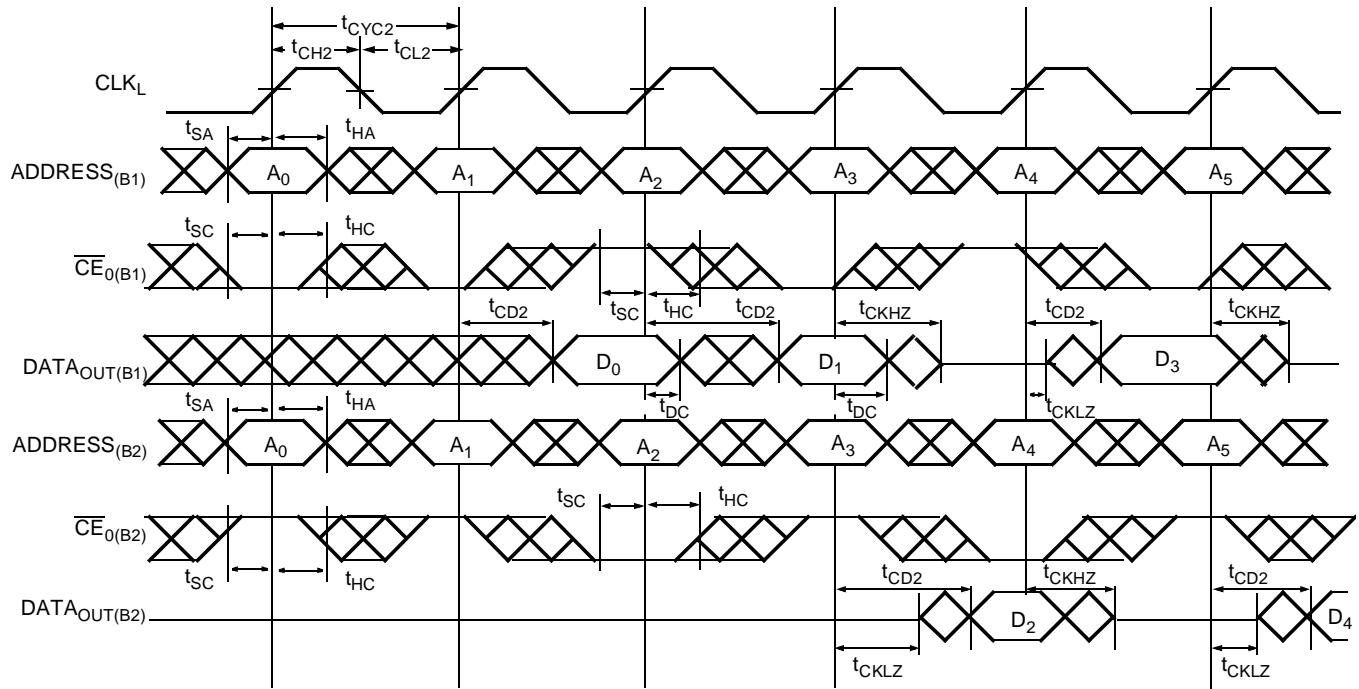 tCYC2
tCH2 tCL2
CLKL
tSA tHA
ADDRESS(B1) A0 A1 A2 A3 A4 A5
tSC tHC
CE0(B1)
tSC tHC
tCD2 tCD2 tCKHZ tCD2 tCKHZ
DATAOUT(B1) D0 D1 D3
tSA tHA tDC tDC tCKLZ
ADDRESS(B2) A0 A1 A2 A3 A4 A5
tSC tHC
CE0(B2)
tSC tHC tCD2 tCKHZ tCD2
DATAOUT(B2) D2 D4
tCKLZ tCKLZ